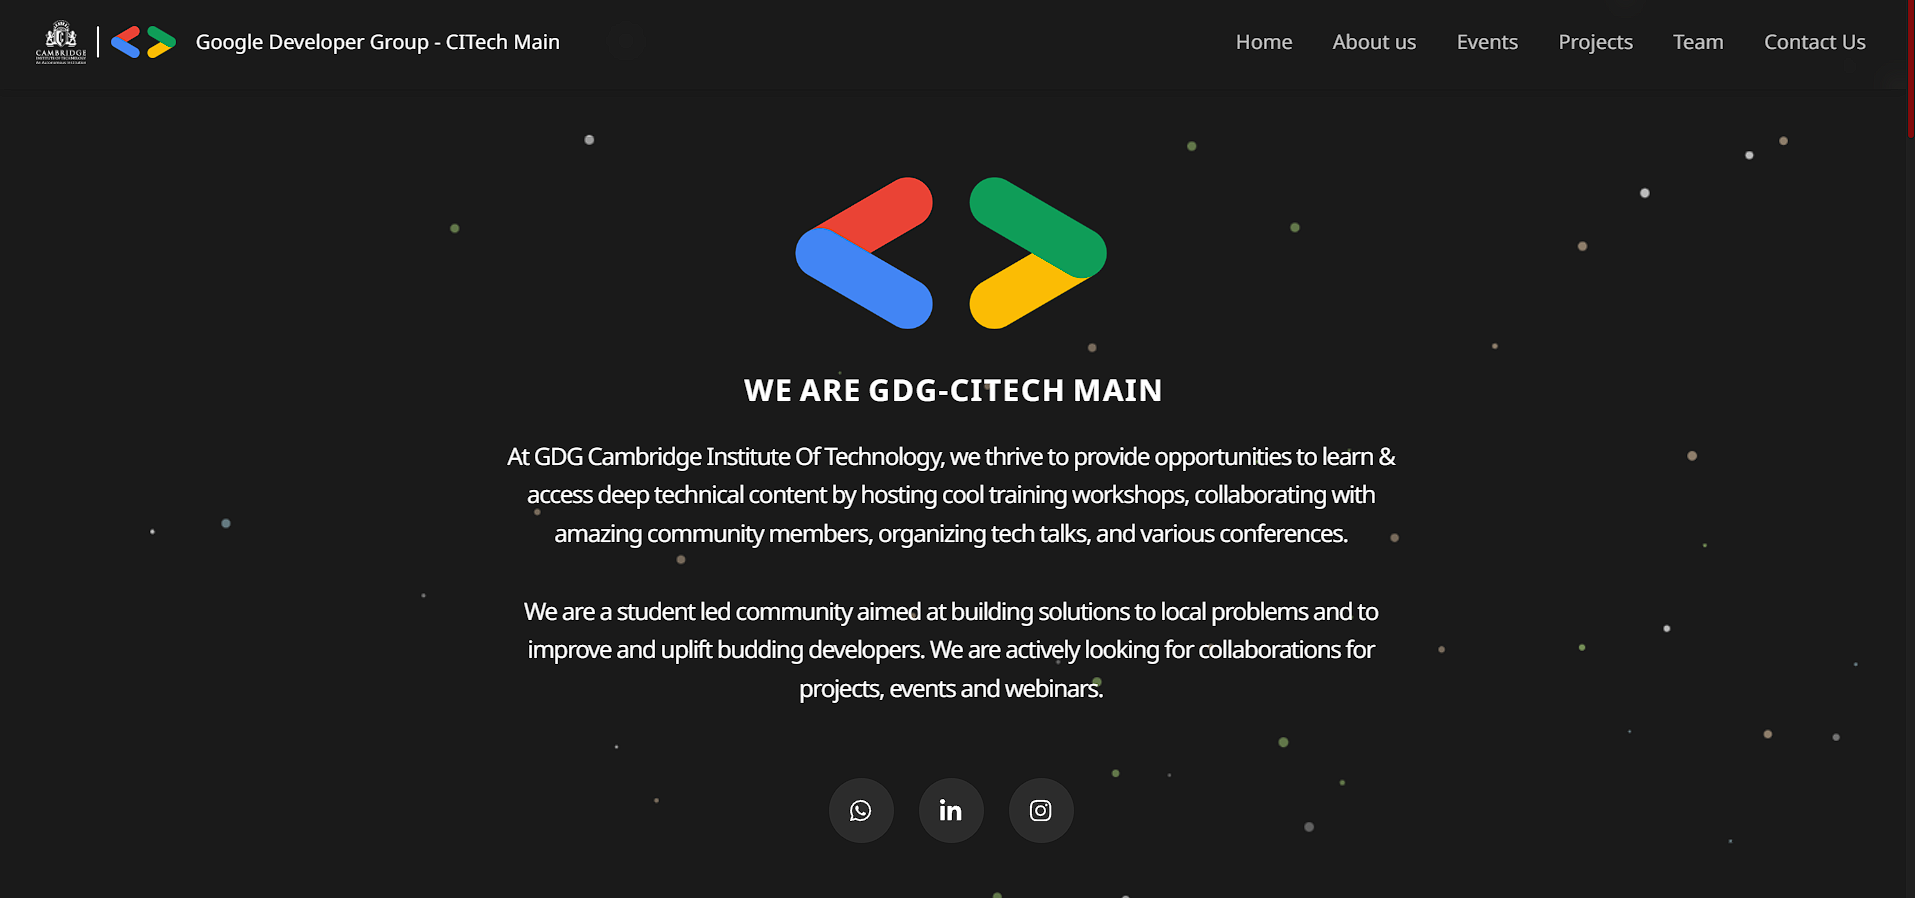 CAMBRIDGE
INSTITUTE OF TECHNOLOGY
Google Developer Group - CITech Main
Home
About us
Events
Projects
Team
Contact Us
WE ARE GDG-CITECH MAIN
At GDG Cambridge Institute Of Technology, we thrive to provide opportunities to learn &
access deep technical content by hosting cool training workshops, collaborating with
amazing community members, organizing tech talks, and various conferences.
We are a student led community aimed at building solutions to local problems and to
improve and uplift budding developers. We are actively looking for collaborations for
projects, events and webinars.
in